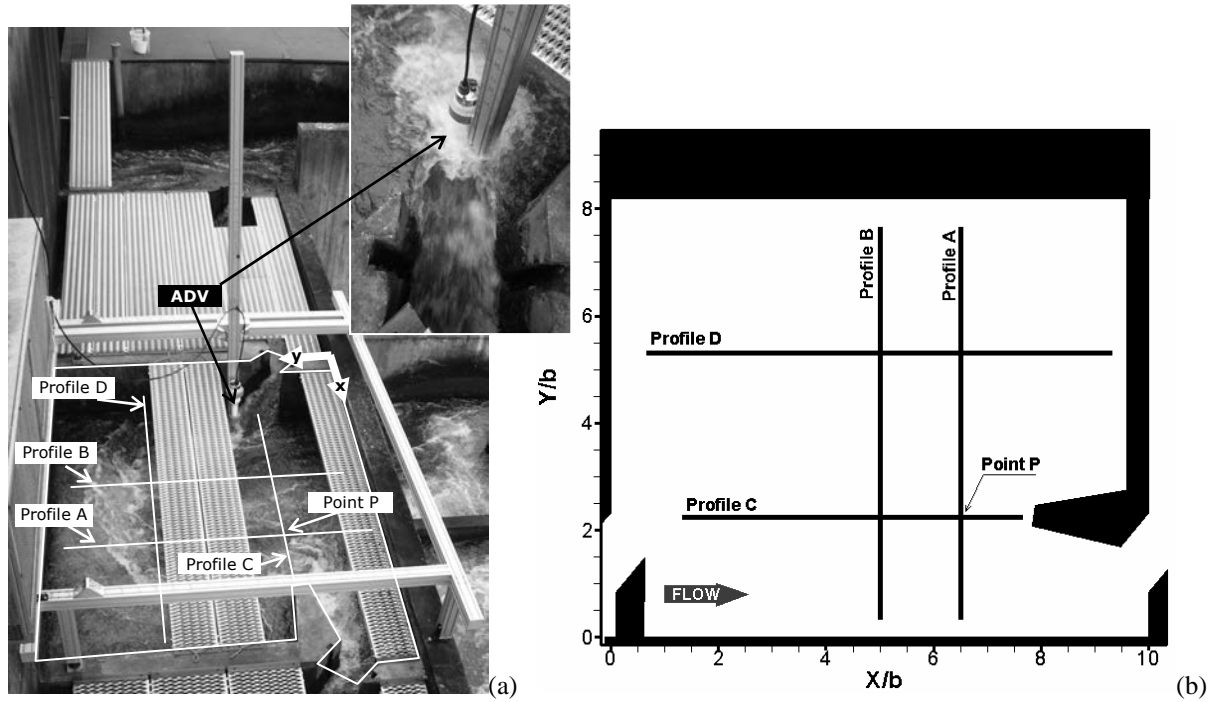 ADV
y
x
Profile D
Profile B
Profile A
Point P
Profile C
(a)
Y/b
8
6
4
2
0
Profile B
Profile A
Profile D
Point P
Profile C
FLOW
0 2 4 6 8 10
X/b
(b)